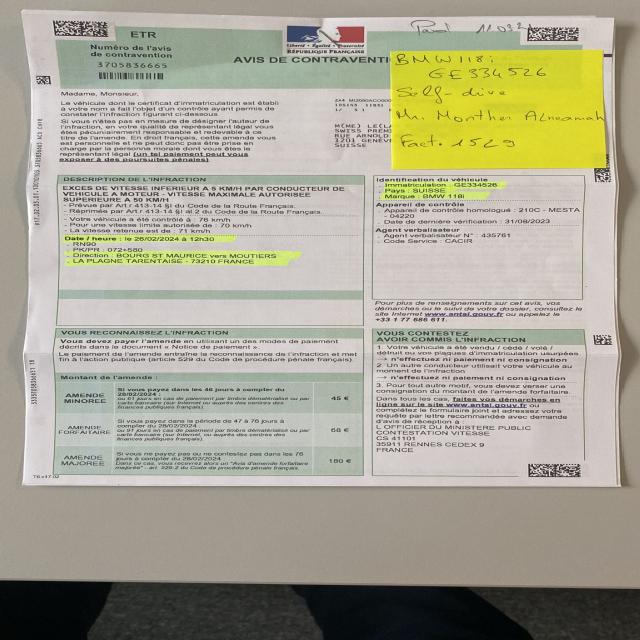 ETR
Numéro de l'avis
de contravention
3705836665
Liberté • Égalité • Fraternité
RÉPUBLIQUE FRANÇAISE
AVIS DE CONTRAVENTI
BMW 118i
GE334526
Self-drive
Mr. Monther
Fact. 1529
Madame, Monsieur,
Le véhicule dont le certificat d'immatriculation est établi
à votre nom a fait l'objet d'un contrôle ayant permis de
constater l'infraction figurant ci-dessous
Si vous n'êtes pas en mesure de désigner l'auteur de
l'infraction, en votre qualité de représentant légal vous
êtes pécuniairement responsable et redevable à ce
titre de l'amende. En droit français, cette amende vous
est personnelle et ne peut donc pas être prise en
charge par la personne morale dont vous êtes le
représentant légal (un tel paiement peut vous
exposer à des poursuites pénales)
M(ME) LE(LA
SWISS PREM
RUE ARNOLD
1201 GENEV
SUISSE
DESCRIPTION DE L'INFRACTION
EXCES DE VITESSE INFERIEUR A 5 KM/H PAR CONDUCTEUR DE
VEHICULE A MOTEUR - VITESSE MAXIMALE AUTORISEE
SUPERIEURE A 50 KM/H
- Prévue par Art.r 413-14 §I du Code de la Route Français.
- Réprimée par Art.r 413-14 §I al.2 du Code de la Route Français.
- Votre véhicule a été contrôlé à : 76 km/h
- Pour une vitesse limite autorisée de : 70 km/h
- La vitesse retenue est de : 71 km/h
Date / heure : le 26/02/2024 à 12h30
- RN90
- PK/PR : 072+580
- Direction : BOURG ST MAURICE vers MOUTIERS
- LA PLAGNE TARENTAISE - 73210 FRANCE
Identification du véhicule
- Immatriculation : GE334526
- Pays : SUISSE
- Marque : BMW 118i
Appareil de contrôle
- Appareil de contrôle homologué : 210C - MESTA
- 04220
- Date de dernière vérification : 31/08/2023
Agent verbalisateur
- Agent verbalisateur N° : 435761
- Code Service : CACIR
Pour plus de renseignements sur cet avis, vos
démarches ou le suivi de votre dossier, consultez le
site Internet www.antai.gouv.fr ou appelez le
+33 1 77 686 611.
VOUS RECONNAISSEZ L'INFRACTION
Vous devez payer l'amende en utilisant un des modes de paiement
décrits dans le document « Notice de paiement ».
Le paiement de l'amende entraîne la reconnaissance de l'infraction et met
fin à l'action publique (article 529 du Code de procédure pénale français).
Montant de l'amende :
AMENDE
MINOREE
Si vous payez dans les 46 jours à compter du
28/02/2024
ou 61 jours en cas de paiement par timbre dématérialisé ou par
carte bancaire (sur Internet ou auprès des centres des
finances publiques français).
45 €
AMENDE
FORFAITAIRE
Si vous payez dans la période de 47 à 76 jours
à compter du 28/02/2024
ou 91 jours en cas de paiement par timbre dématérialisé ou par
carte bancaire (sur Internet ou auprès des centres des
finances publiques français).
68 €
AMENDE
MAJOREE
Si vous ne payez pas ou ne contestez pas dans les 76
jours à compter du 28/02/2024
Dans ce cas, vous recevrez alors un "Avis d'amende forfaitaire
majorée" - art. 529-2 du Code de procédure pénale français.
180 €
VOUS CONTESTEZ
AVOIR COMMIS L'INFRACTION
1. Votre véhicule a été vendu / cédé / volé /
détruit ou vos plaques d'immatriculation usurpées
→ n'effectuez ni paiement ni consignation
2. Un autre conducteur utilisait votre véhicule au
moment de l'infraction
→ n'effectuez ni paiement ni consignation
3. Pour tout autre motif, vous devez verser une
consignation du montant de l'amende forfaitaire.
Dans tous les cas, faites vos démarches en
ligne sur le site www.antai.gouv.fr ou
complétez le formulaire joint et adressez votre
requête par lettre recommandée avec demande
d'avis de réception à :
L OFFICIER DU MINISTERE PUBLIC
CONTESTATION VITESSE
CS 41101
35911 RENNES CEDEX 9
FRANCE